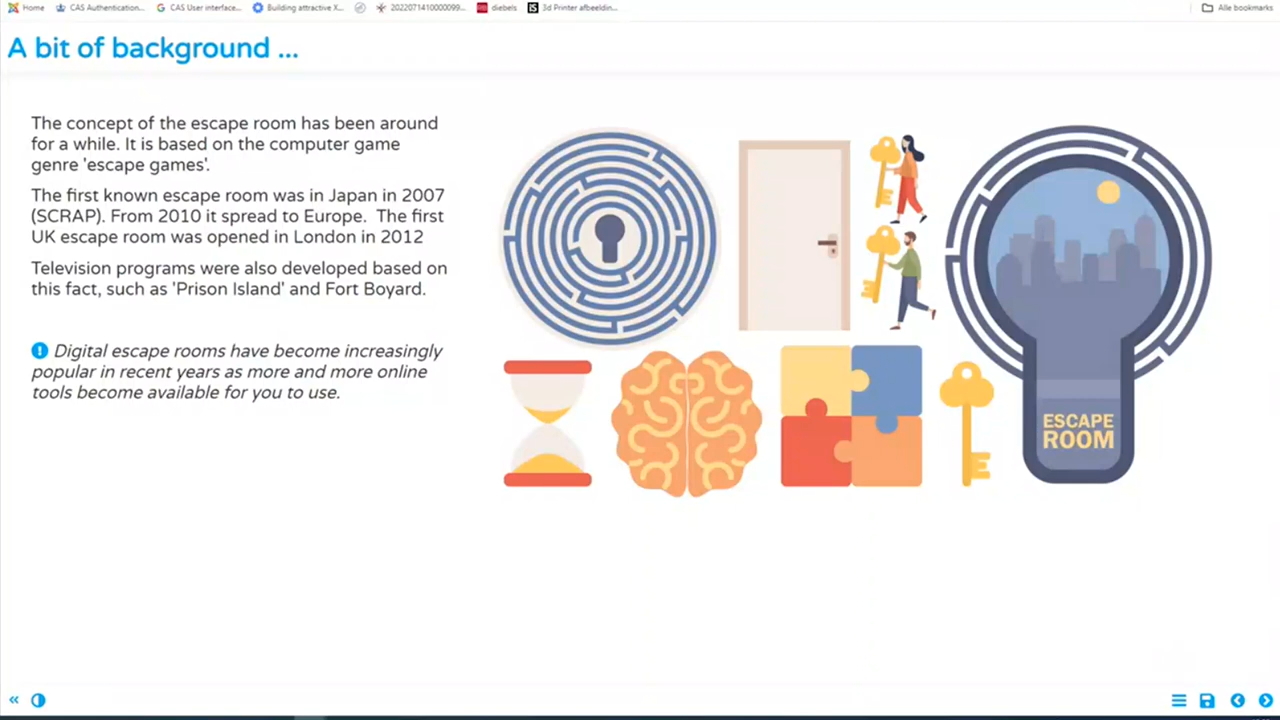 Home CAS Authentication... CAS User interface... Building attractive X... 2022071410000099... diebels 3d Printer afbeeldin... Alle bookmarks
A bit of background ...
The concept of the escape room has been around
for a while. It is based on the computer game
genre 'escape games'.
The first known escape room was in Japan in 2007
(SCRAP). From 2010 it spread to Europe. The first
UK escape room was opened in London in 2012
Television programs were also developed based on
this fact, such as 'Prison Island' and Fort Boyard.
Digital escape rooms have become increasingly
popular in recent years as more and more online
tools become available for you to use.
ESCAPE
ROOM